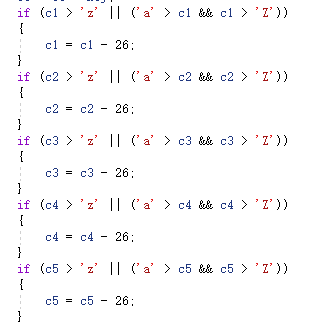 if (c1 > 'z' || ('a' > c1 && c1 > 'Z'))
{
c1 = c1 - 26;
}
if (c2 > 'z' || ('a' > c2 && c2 > 'Z'))
{
c2 = c2 - 26;
}
if (c3 > 'z' || ('a' > c3 && c3 > 'Z'))
{
c3 = c3 - 26;
}
if (c4 > 'z' || ('a' > c4 && c4 > 'Z'))
{
c4 = c4 - 26;
}
if (c5 > 'z' || ('a' > c5 && c5 > 'Z'))
{
c5 = c5 - 26;
}